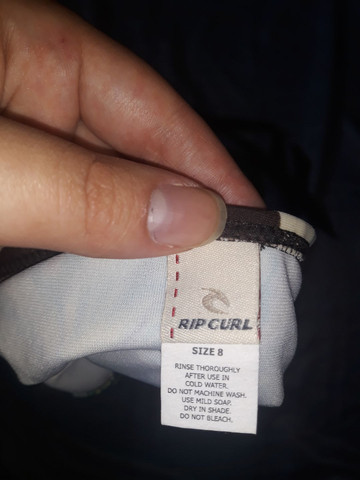 RIP CURL
SIZE 8
RINSE THOROUGHLY
AFTER USE IN
COLD WATER.
DO NOT MACHINE WASH.
USE MILD SOAP.
DRY IN SHADE.
DO NOT BLEACH.